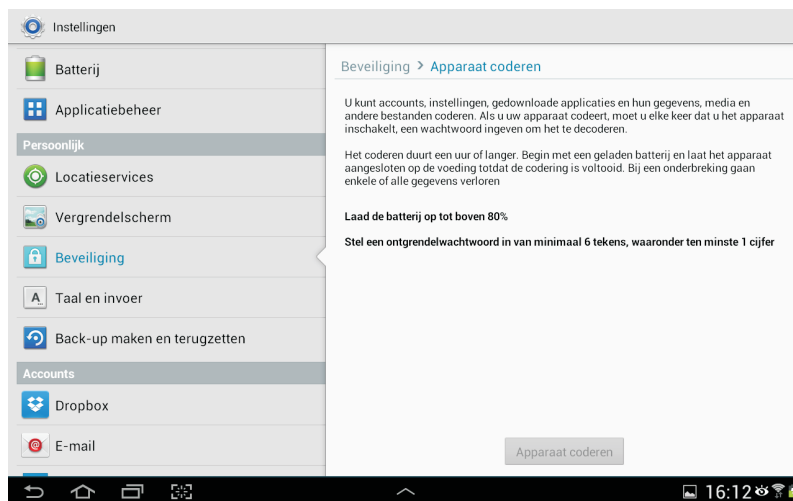 Instellingen
Batterij
Applicatiebeheer
Persoonlijk
Locatieservices
Vergrendelscherm
Beveiliging
Taal en invoer
Back-up maken en terugzetten
Accounts
Dropbox
E-mail
Beveiliging > Apparaat coderen
U kunt accounts, instellingen, gedownloade applicaties en hun gegevens, media en
andere bestanden coderen. Als u uw apparaat codeert, moet u elke keer dat u het apparaat
inschakelt, een wachtwoord ingeven om het te decoderen.
Het coderen duurt een uur of langer. Begin met een geladen batterij en laat het apparaat
aangesloten op de voeding totdat de codering is voltooid. Bij een onderbreking gaan
enkele of alle gegevens verloren
Laad de batterij op tot boven 80%
Stel een ontgrendelwachtwoord in van minimaal 6 tekens, waaronder ten minste 1 cijfer
Apparaat coderen
16:12